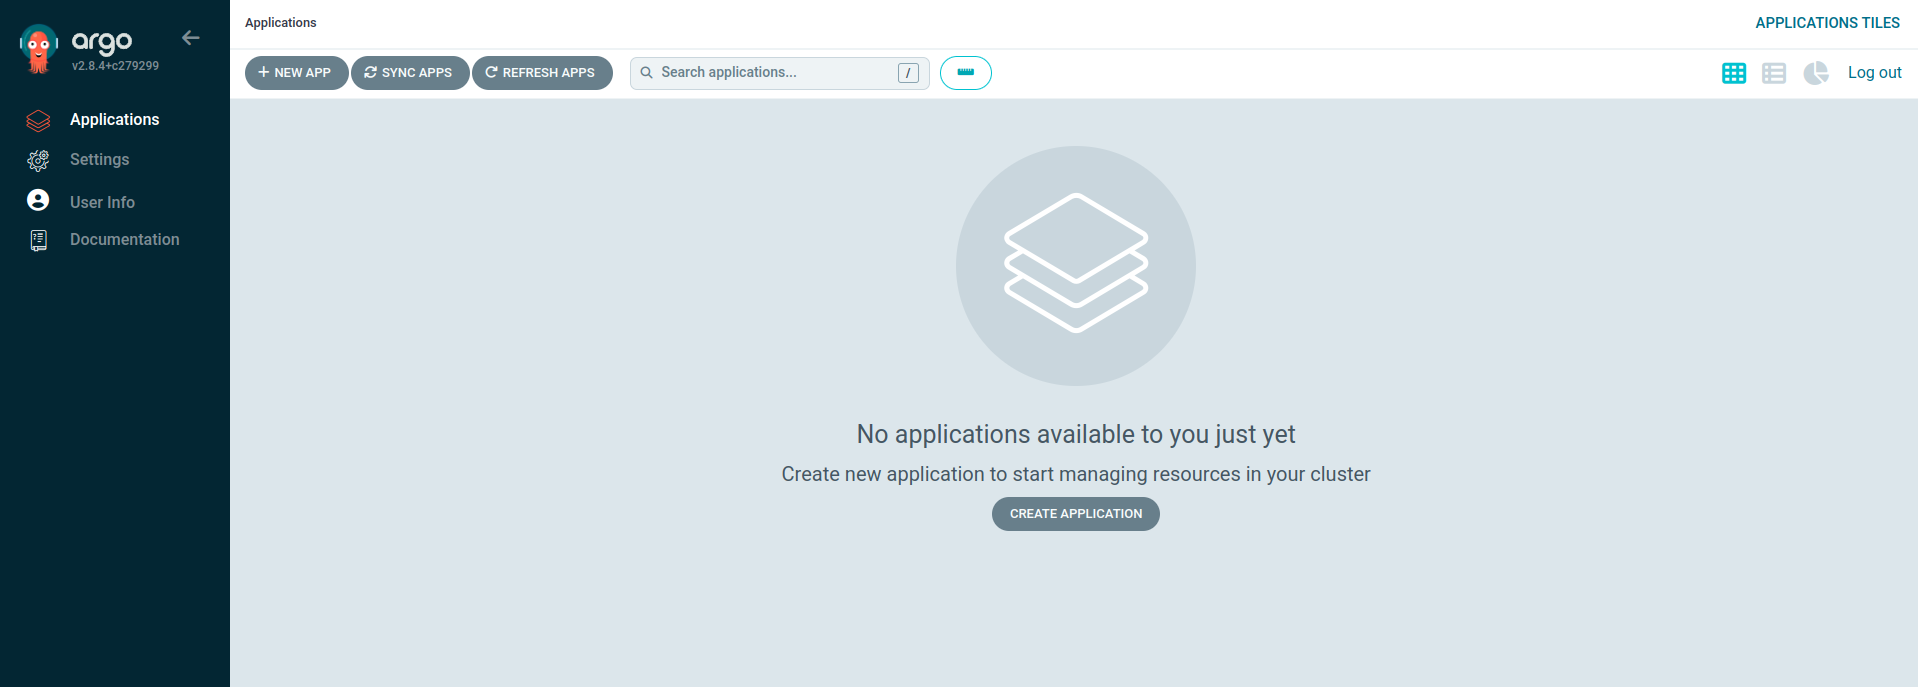 argo
v2.8.4+c279299
Applications
Settings
User Info
Documentation
Applications
APPLICATIONS TILES
+ NEW APP
SYNC APPS
REFRESH APPS
Search applications...
/
Log out
No applications available to you just yet
Create new application to start managing resources in your cluster
CREATE APPLICATION